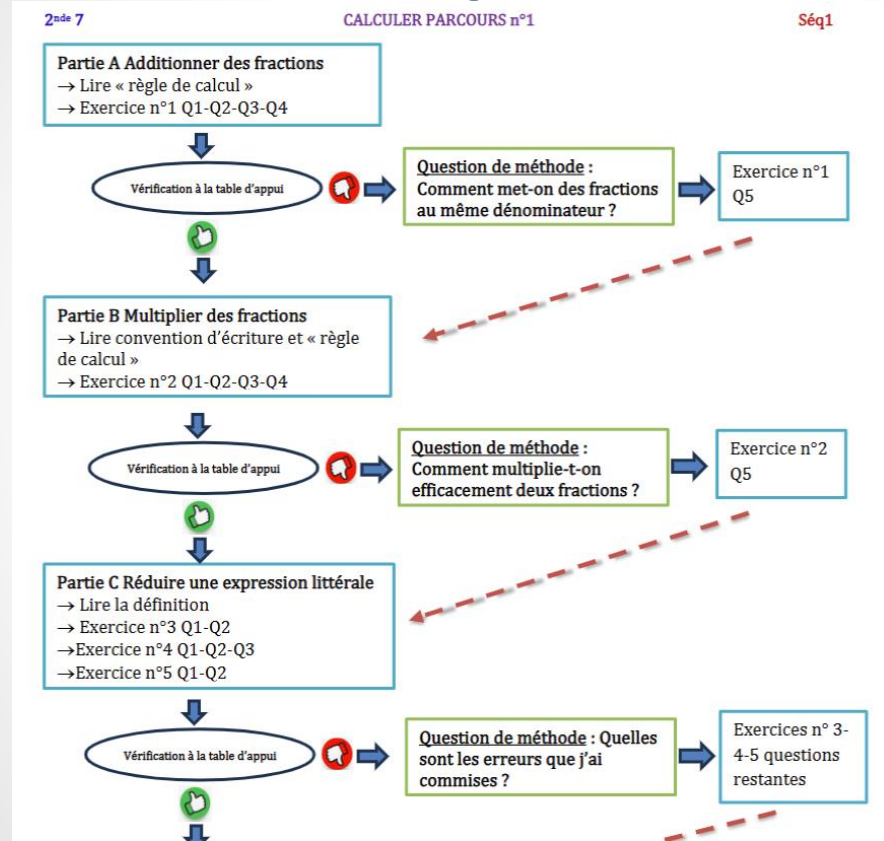 2nde 7 CALCULER PARCOURS n°1 Séq1
Partie A Additionner des fractions
→ Lire « règle de calcul »
→ Exercice n°1 Q1-Q2-Q3-Q4
Vérification à la table d'appui
Question de méthode :
Comment met-on des fractions
au même dénominateur ?
Exercice n°1
Q5
Partie B Multiplier des fractions
→ Lire convention d'écriture et « règle
de calcul »
→ Exercice n°2 Q1-Q2-Q3-Q4
Vérification à la table d'appui
Question de méthode :
Comment multiplie-t-on
efficacement deux fractions ?
Exercice n°2
Q5
Partie C Réduire une expression littérale
→ Lire la définition
→ Exercice n°3 Q1-Q2
→Exercice n°4 Q1-Q2-Q3
→Exercice n°5 Q1-Q2
Vérification à la table d'appui
Question de méthode : Quelles
sont les erreurs que j'ai
commises ?
Exercices n° 3-
4-5 questions
restantes